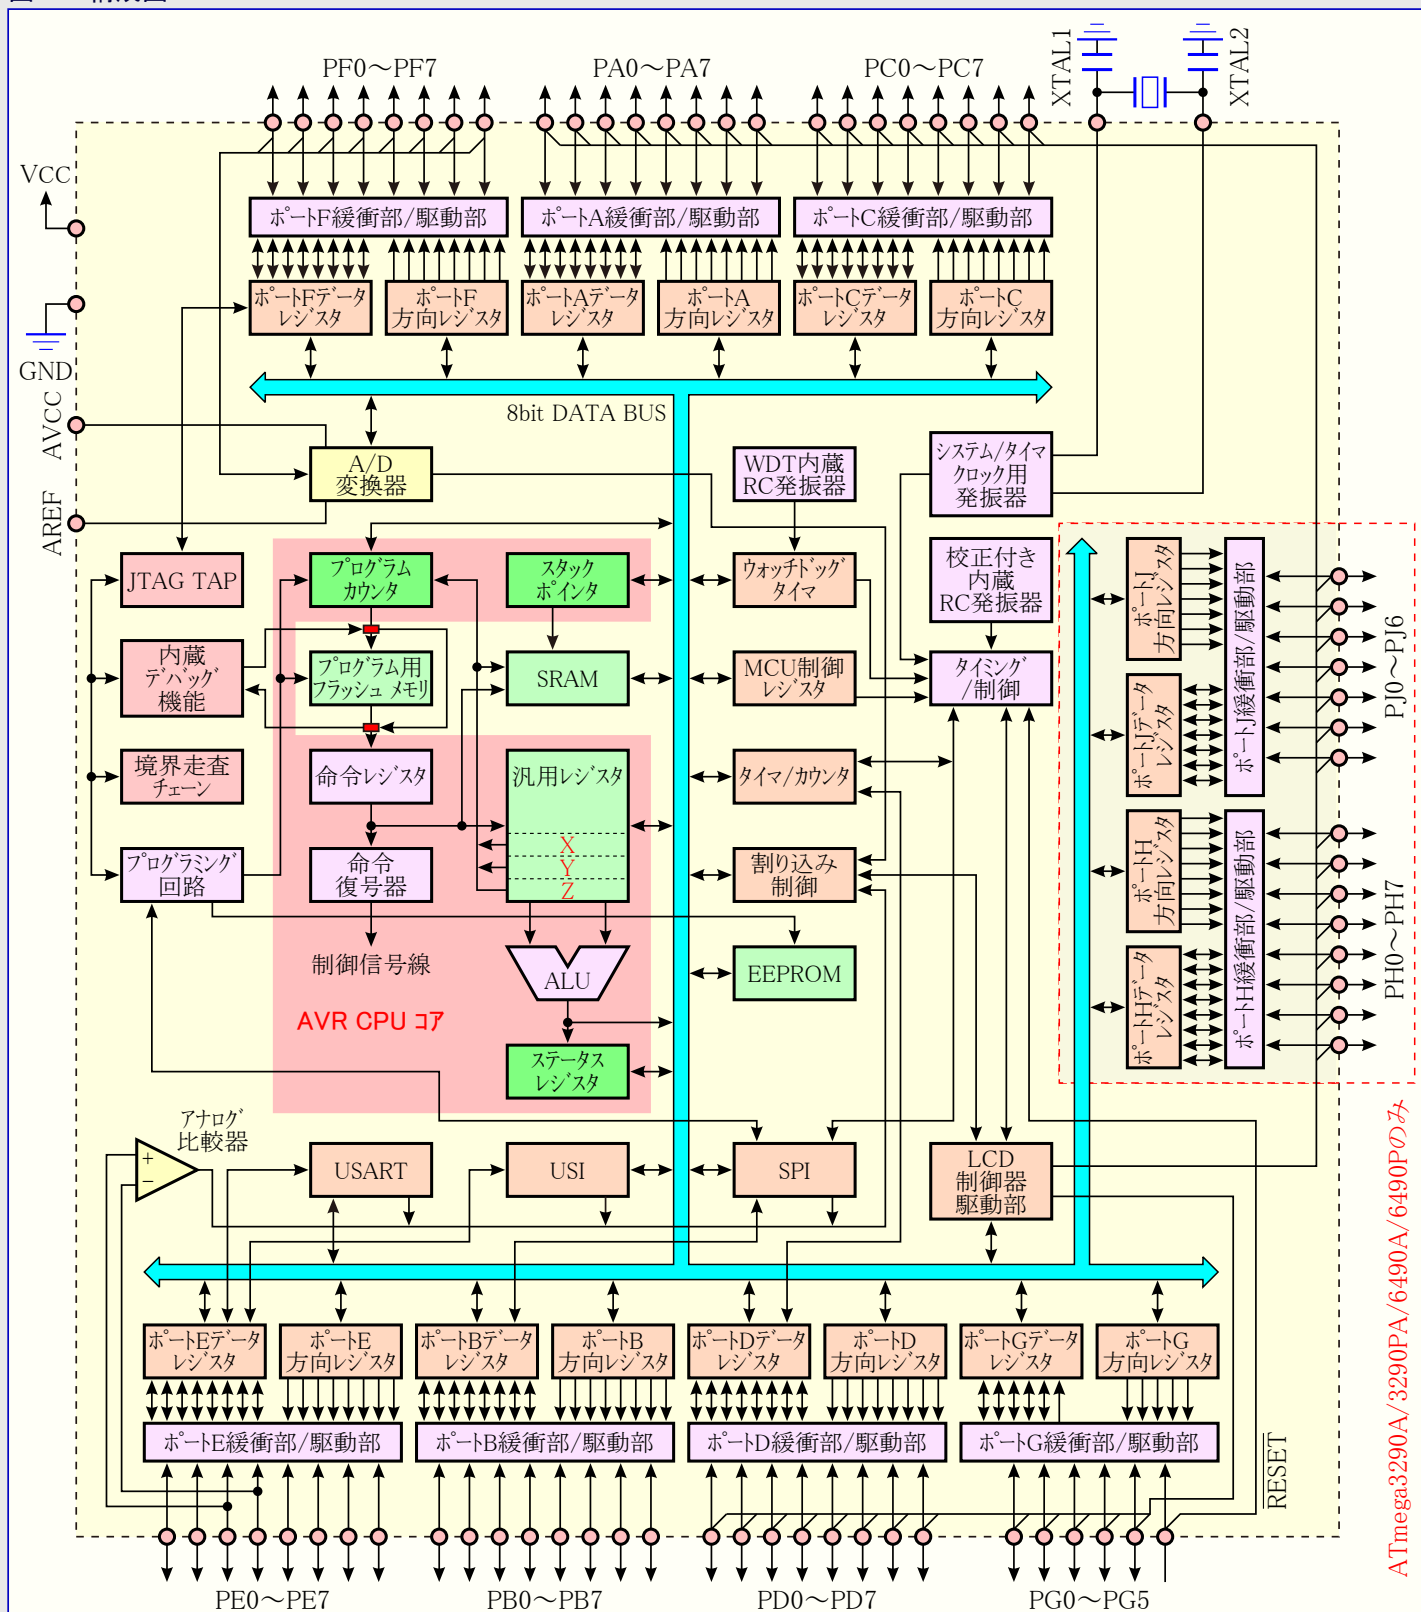 PF0～PF7
PA0～PA7
PC0～PC7
XTAL1
XTAL2
VCC
GND
AVCC
AREF
ポートF緩衝部/駆動部
ポートA緩衝部/駆動部
ポートC緩衝部/駆動部
ポートFデータ
レジスタ
ポートF
方向レジスタ
ポートAデータ
レジスタ
ポートA
方向レジスタ
ポートCデータ
レジスタ
ポートC
方向レジスタ
8bit DATA BUS
A/D
変換器
WDT内蔵
RC発振器
システム/タイマ
クロック用
発振器
JTAG TAP
プログラム
カウンタ
スタック
ポインタ
ウォッチドッグ
タイマ
校正付き
内蔵
RC発振器
内蔵
デバッグ
機能
プログラム用
フラッシュ メモリ
SRAM
MCU制御
レジスタ
タイミング
/制御
境界走査
チェーン
命令レジスタ
汎用レジスタ
X
Y
Z
タイマ/カウンタ
プログラミング
回路
命令
復号器
割り込み
制御
制御信号線
ALU
EEPROM
AVR CPU コア
ステータス
レジスタ
ポートJ
方向レジスタ
ポートJデータ
レジスタ
ポートJ緩衝部/駆動部
PJ0～PJ6
ポートH
方向レジスタ
ポートHデータ
レジスタ
ポートH緩衝部/駆動部
PH0～PH7
ATmega3290A/3290PA/6490A/6490Pのみ
アナログ
比較器
+
−
USART
USI
SPI
LCD
制御器
駆動部
ポートEデータ
レジスタ
ポートE
方向レジスタ
ポートBデータ
レジスタ
ポートB
方向レジスタ
ポートDデータ
レジスタ
ポートD
方向レジスタ
ポートGデータ
レジスタ
ポートG
方向レジスタ
ポートE緩衝部/駆動部
ポートB緩衝部/駆動部
ポートD緩衝部/駆動部
ポートG緩衝部/駆動部
RESET
PE0～PE7
PB0～PB7
PD0～PD7
PG0～PG5